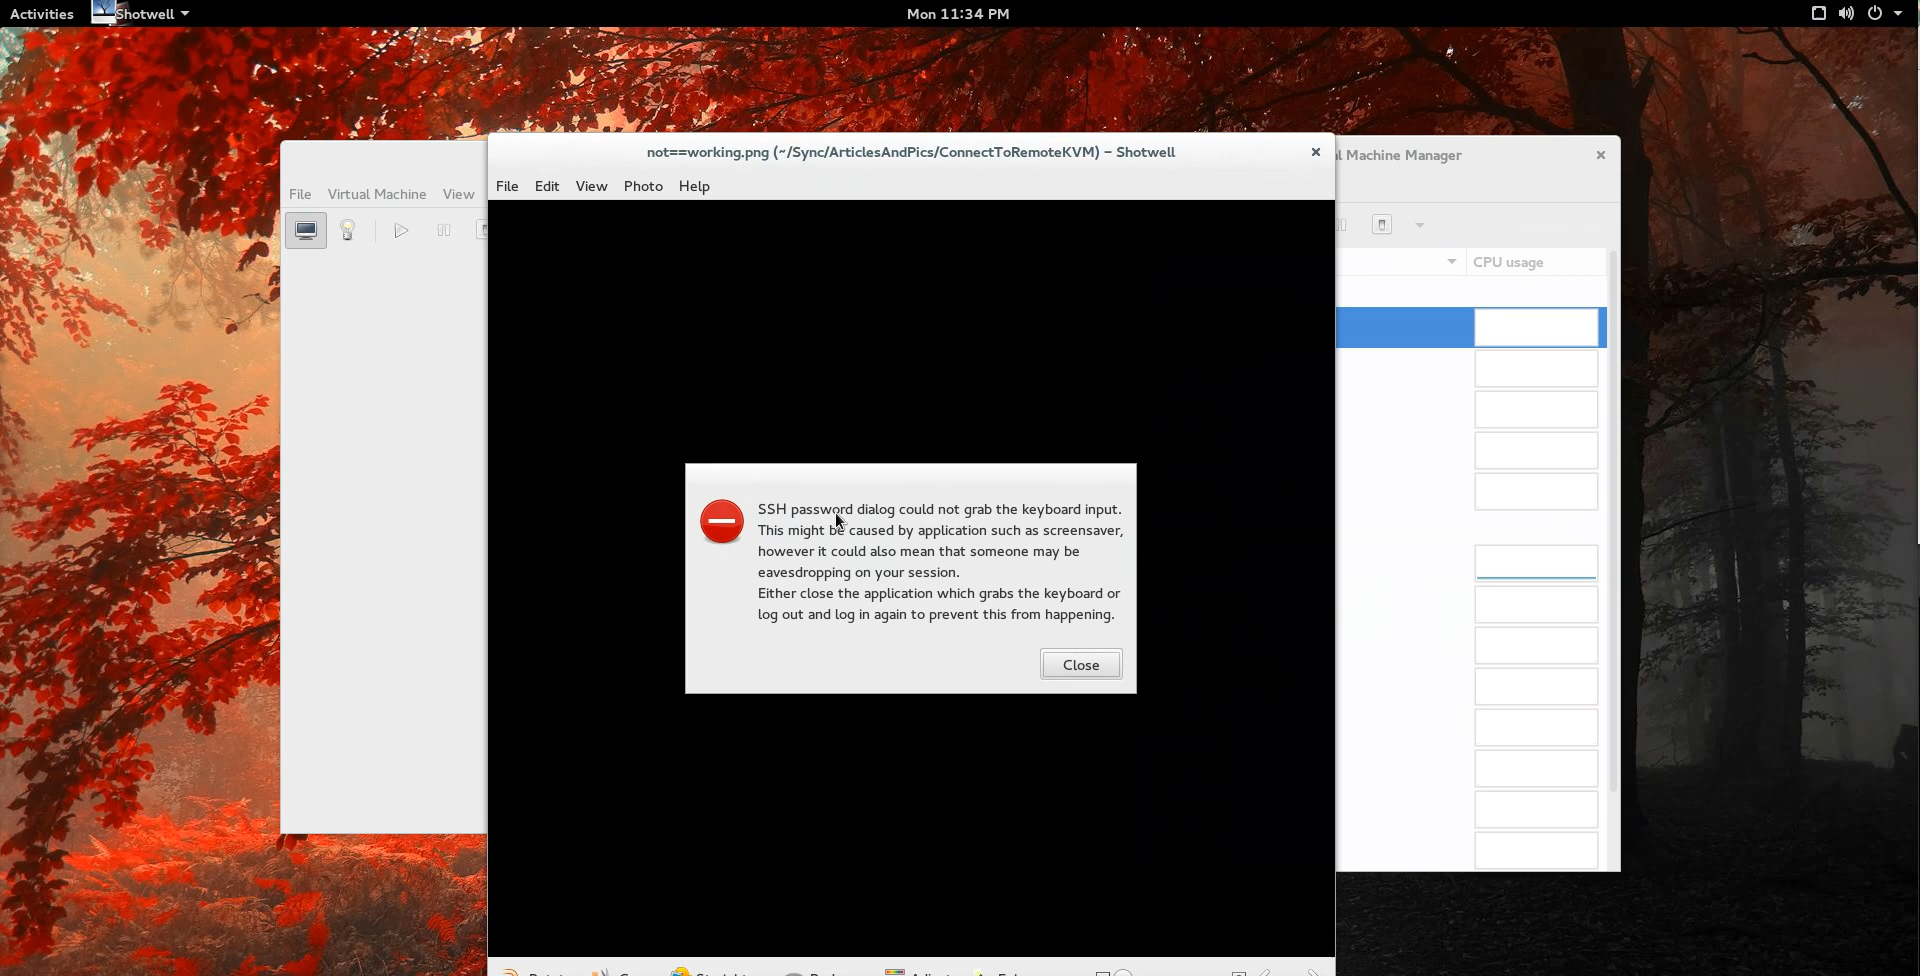 Activities Shotwell Mon 11:34 PM
not==working.png (~/Sync/ArticlesAndPics/ConnectToRemoteKVM) – Shotwell
File Edit View Photo Help
Machine Manager
File Virtual Machine View
CPU usage
SSH password dialog could not grab the keyboard input.
This might be caused by application such as screensaver,
however it could also mean that someone may be
eavesdropping on your session.
Either close the application which grabs the keyboard or
log out and log in again to prevent this from happening.
Close